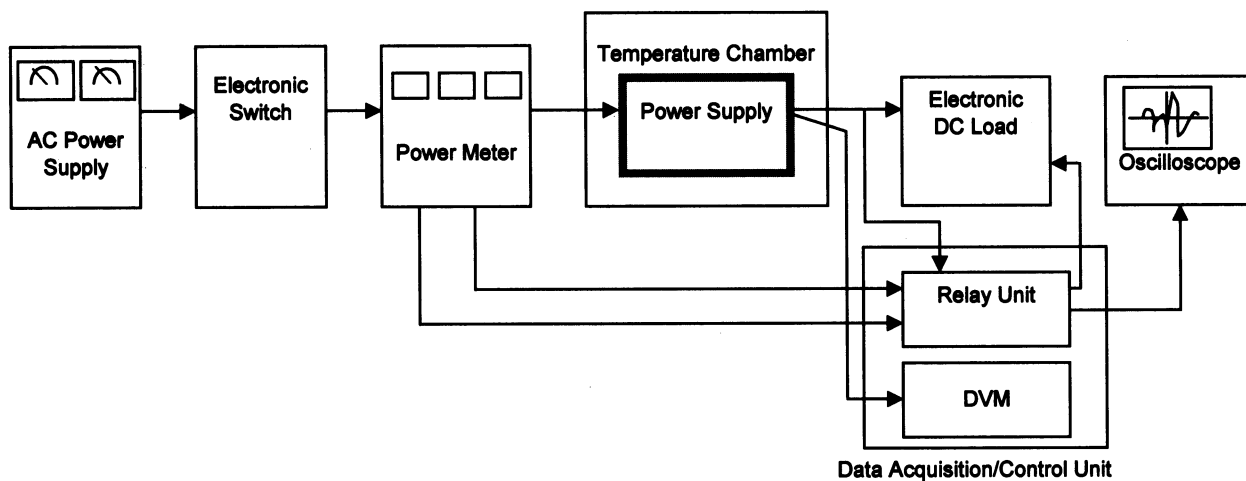 AC Power
Supply
Electronic
Switch
Power Meter
Temperature Chamber
Power Supply
Electronic
DC Load
Oscilloscope
Relay Unit
DVM
Data Acquisition/Control Unit